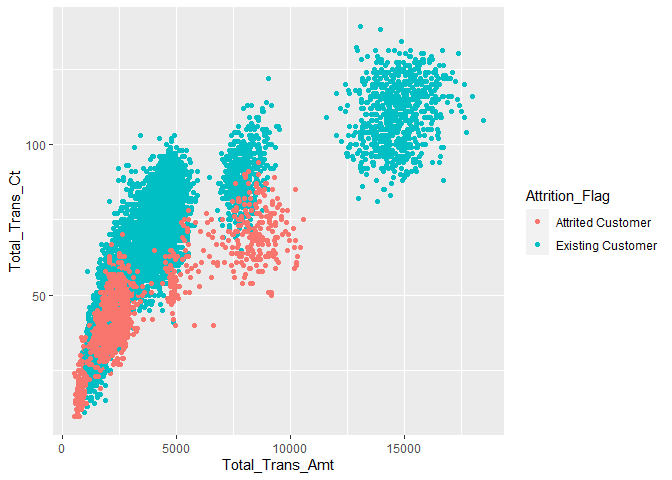 100
50
Total_Trans_Ct
0
5000
10000
15000
Total_Trans_Amt
Attrition_Flag
Attrited Customer
Existing Customer